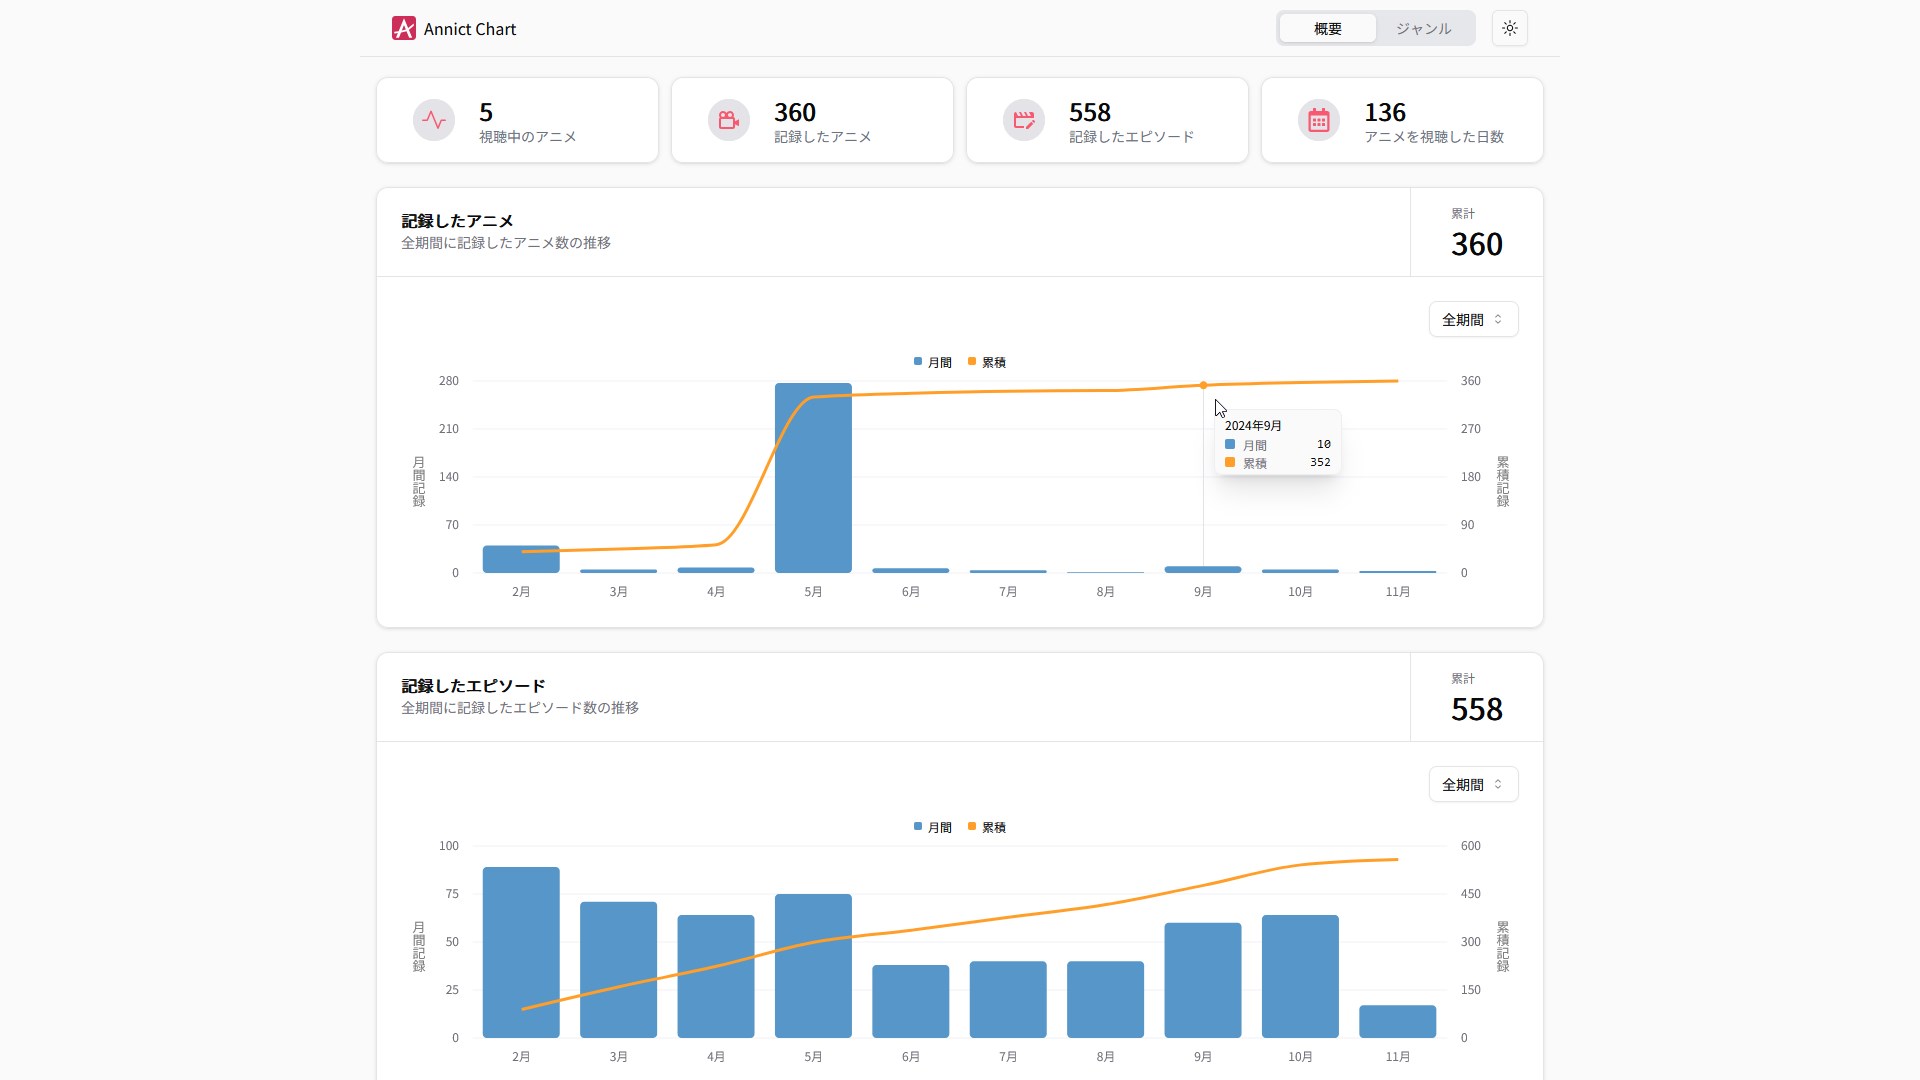 Annict Chart
概要
ジャンル
5
視聴中のアニメ
360
記録したアニメ
558
記録したエピソード
136
アニメを視聴した日数
記録したアニメ
全期間に記録したアニメ数の推移
累計
360
全期間
月間 累積
280
210
140
70
0
月間記録
360
270
180
90
0
累積記録
2024年9月
月間 10
累積 352
2月 3月 4月 5月 6月 7月 8月 9月 10月 11月
記録したエピソード
全期間に記録したエピソード数の推移
累計
558
全期間
月間 累積
100
75
50
25
0
月間記録
600
450
300
150
0
累積記録
2月 3月 4月 5月 6月 7月 8月 9月 10月 11月